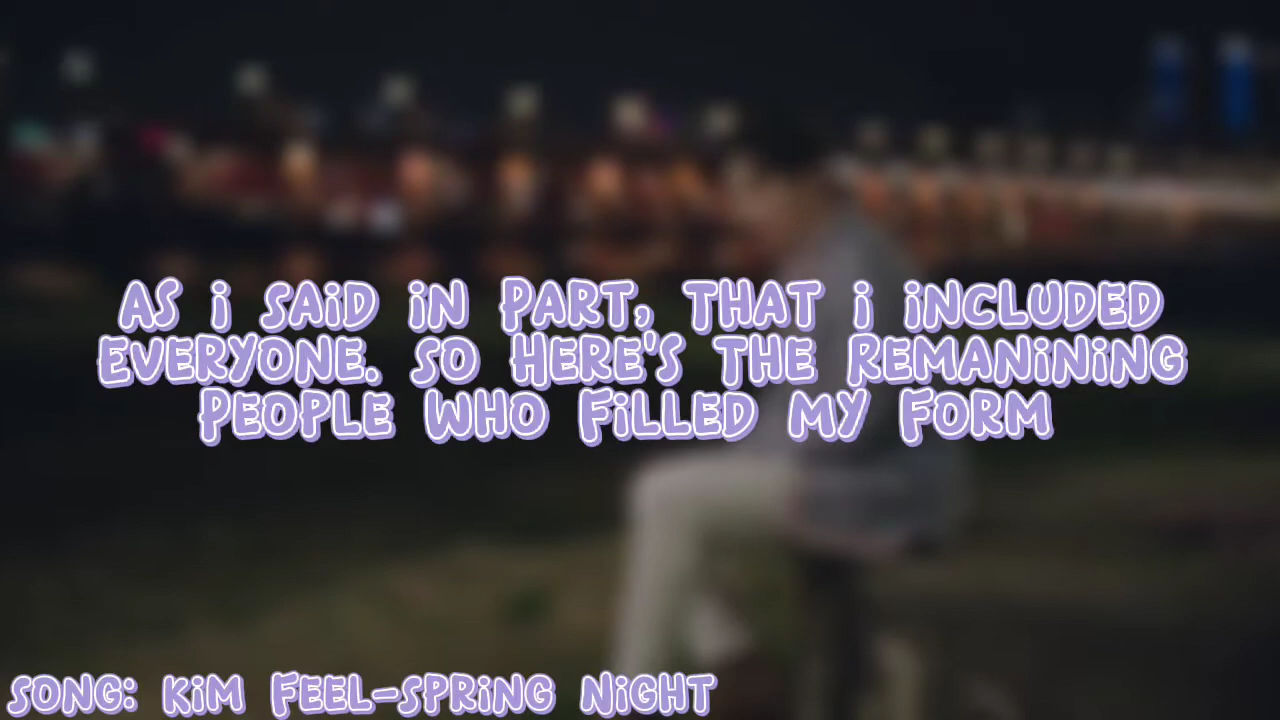 AS i SAiD iN PART, THAT i iNCLUDED
EVERYONE. SO HERE'S THE REMANiNiNG
PEOPLE WHO FiLLED MY FORM
SONG: KiM FEEL-SPRiNG NiGHT